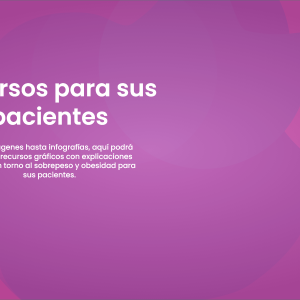 rsos para sus
pacientes
genes hasta infografías, aquí podrá
recursos gráficos con explicaciones
torno al sobrepeso y obesidad para
sus pacientes.